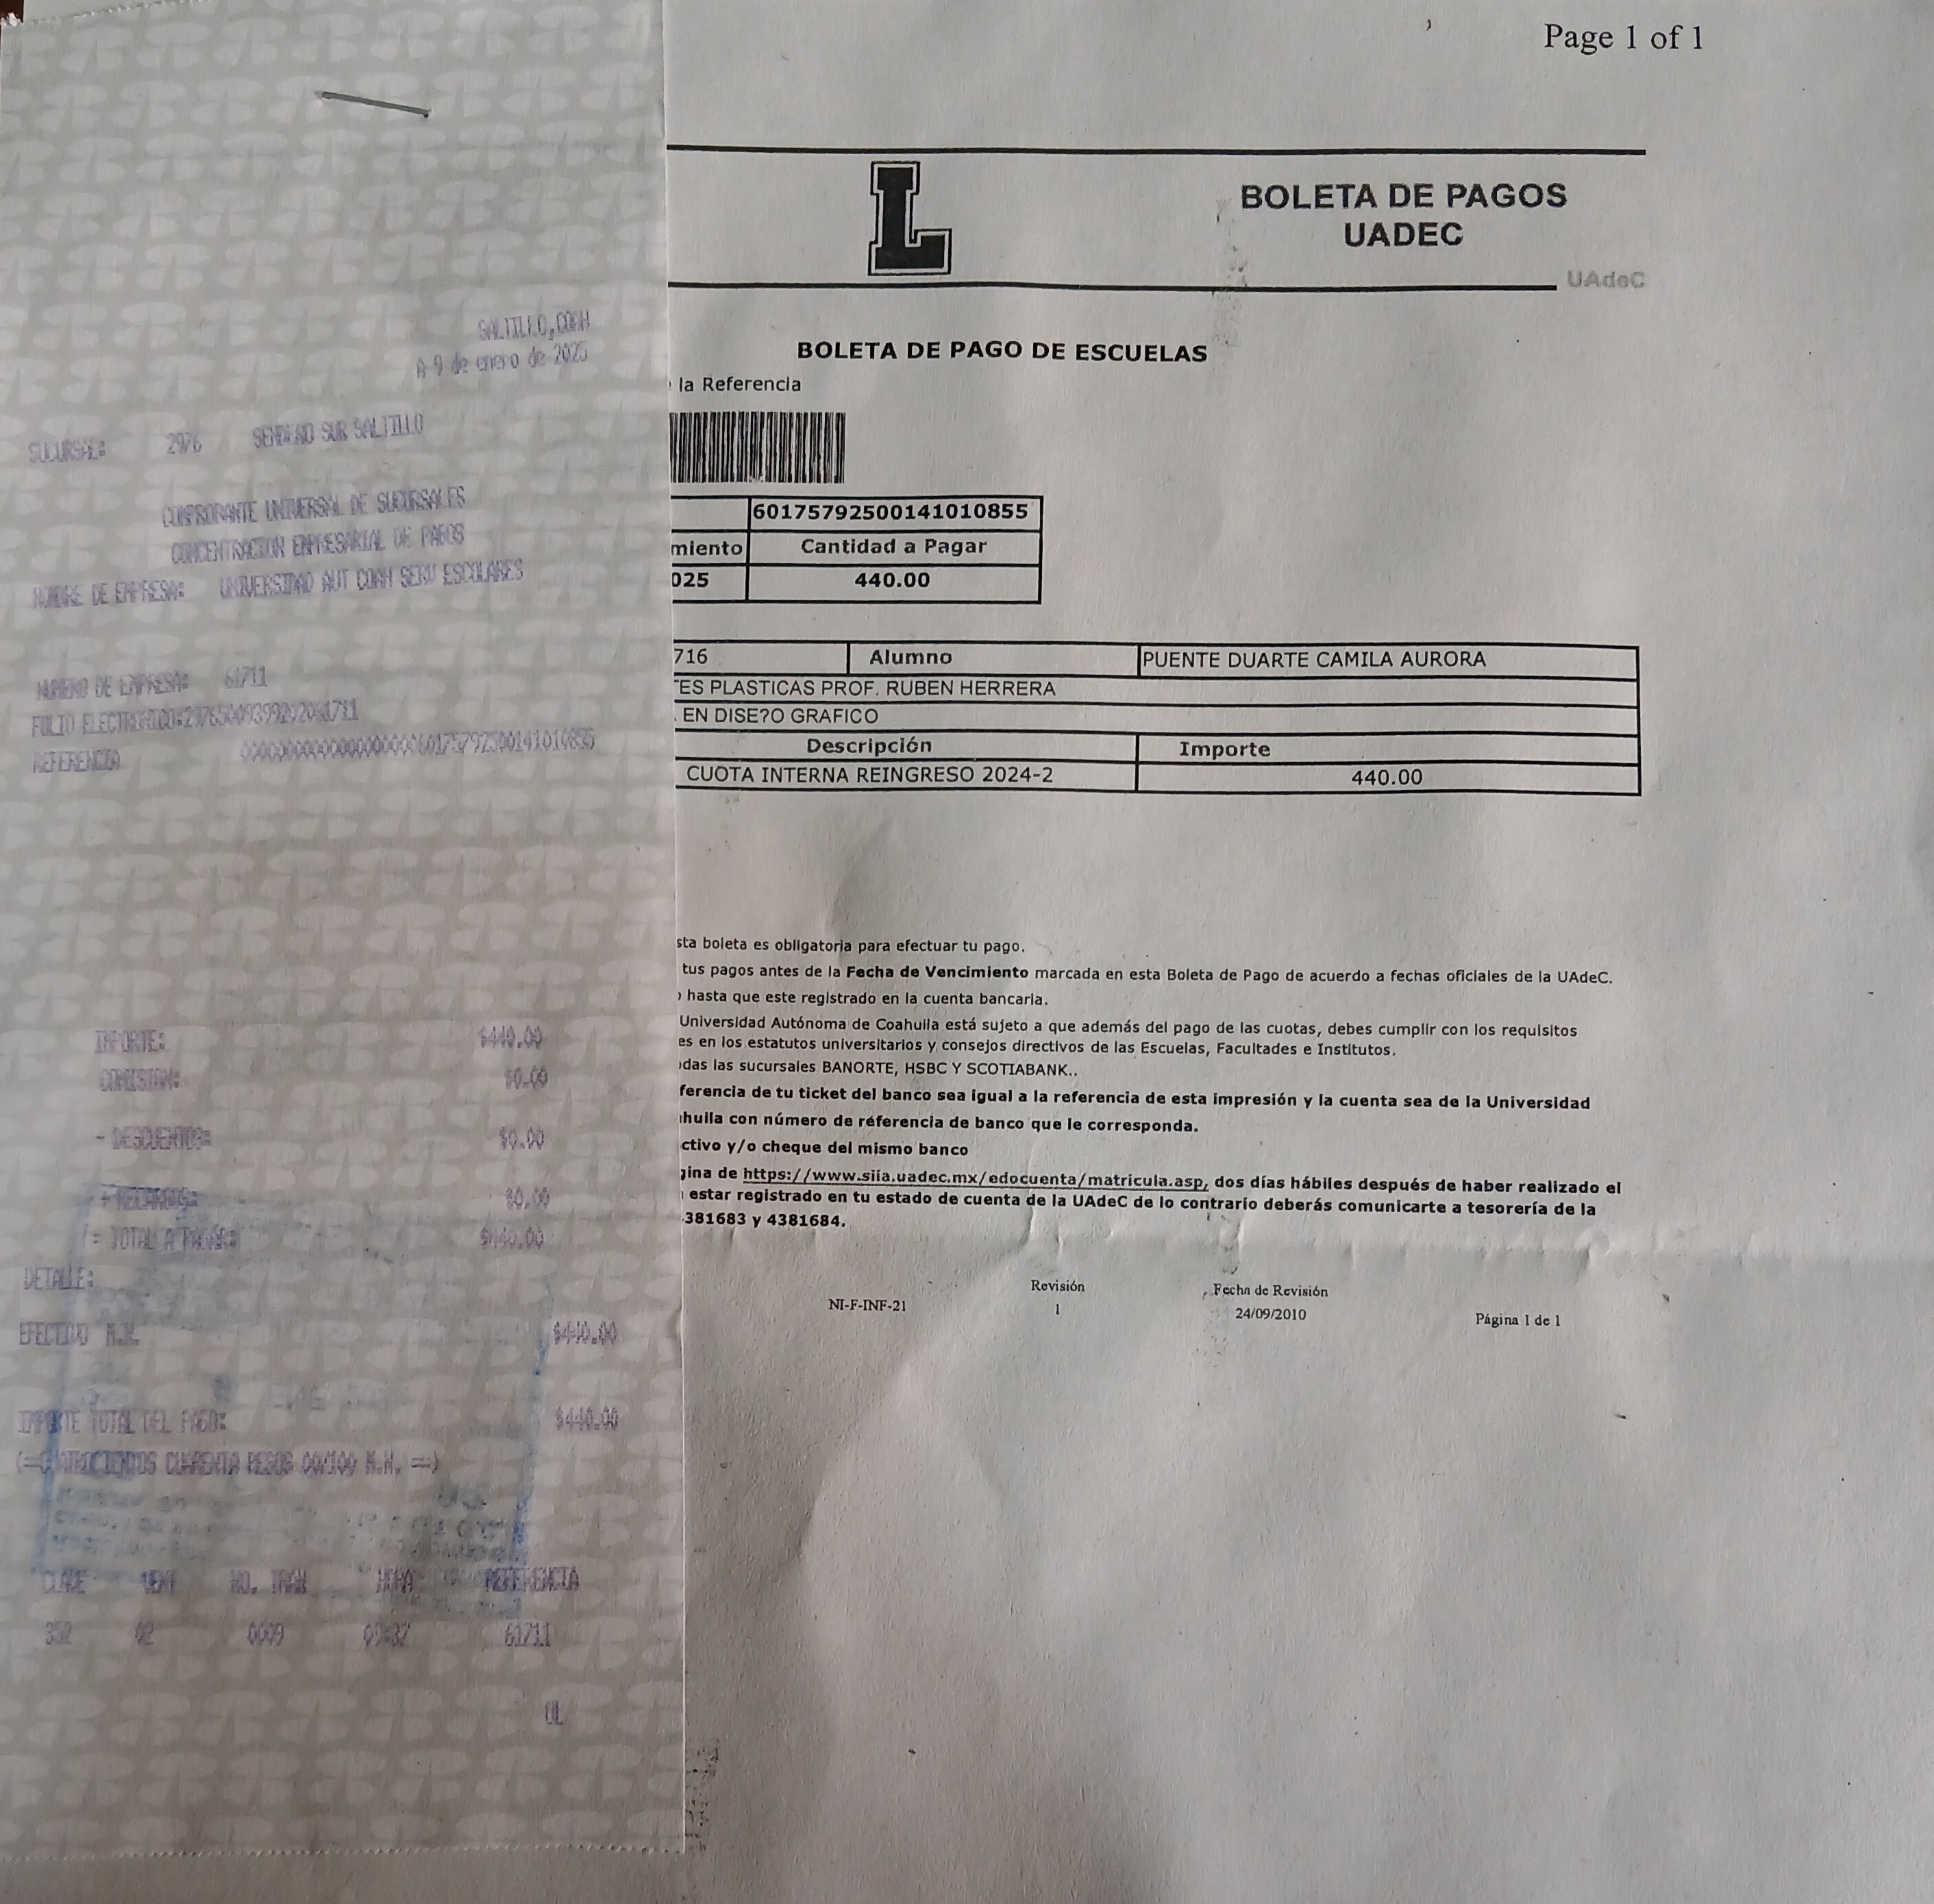 Page 1 of 1
L
BOLETA DE PAGOS
UADEC
UAdeC
BOLETA DE PAGO DE ESCUELAS
la Referencia
60175792500141010855
miento Cantidad a Pagar
025 440.00
716 Alumno PUENTE DUARTE CAMILA AURORA
TES PLASTICAS PROF. RUBEN HERRERA
EN DISE?O GRAFICO
Descripción Importe
CUOTA INTERNA REINGRESO 2024-2 440.00
sta boleta es obligatoria para efectuar tu pago.
tus pagos antes de la Fecha de Vencimiento marcada en esta Boleta de Pago de acuerdo a fechas oficiales de la UAdeC.
o hasta que este registrado en la cuenta bancaria.
Universidad Autónoma de Coahuila está sujeto a que además del pago de las cuotas, debes cumplir con los requisitos
es en los estatutos universitarios y consejos directivos de las Escuelas, Facultades e Institutos.
odas las sucursales BANORTE, HSBC Y SCOTIABANK..
ferencia de tu ticket del banco sea igual a la referencia de esta impresión y la cuenta sea de la Universidad
ahuila con número de réferencia de banco que le corresponda.
ctivo y/o cheque del mismo banco
gina de https://www.siia.uadec.mx/edocuenta/matricula.asp, dos días hábiles después de haber realizado el
estar registrado en tu estado de cuenta de la UAdeC de lo contrario deberás comunicarte a tesorería de la
4381683 y 4381684.
NI-F-INF-21
Revisión
1
Fecha de Revisión
24/09/2010
Página 1 de 1
SALTILLO,COAH
A 9 de enero de 2025
SUCURSAL: 2976 SENDERO SUR SALTILLO
COMPROBANTE UNIVERSAL DE SUCURSALES
CONCENTRACION EMPRESARIAL DE PAGOS
NOMBRE DE EMPRESA: UNIVERSIDAD AUT COAH SERV ESCOLARES
NUMERO DE EMPRESA: 61711
FOLIO ELECTRONICO:
REFERENCIA
IMPORTE: $440.00
COMISION: $0.00
- DESCUENTOS: $0.00
+ RECARGOS: $0.00
= TOTAL A PAGAR: $440.00
DETALLE:
EFECTIVO M.N. $440.00
IMPORTE TOTAL DEL PAGO: $440.00
(==CUATROCIENTOS CUARENTA PESOS 00/100 M.N. ==)
CLAVE VENT NO. TRAN HORA REFERENCIA
352 02 0009 61711